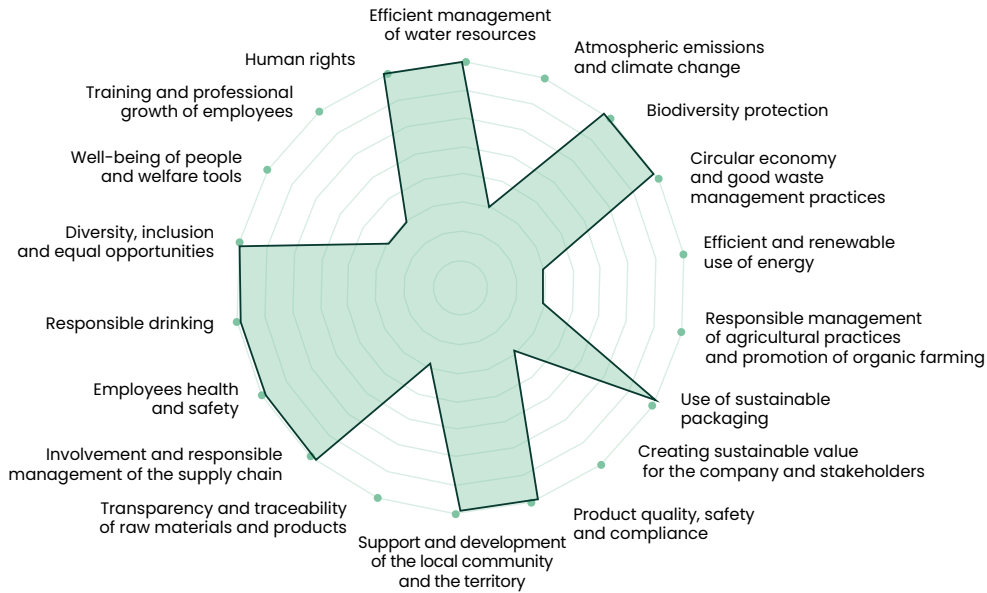 Efficient management
of water resources
Atmospheric emissions
and climate change
Biodiversity protection
Circular economy
and good waste
management practices
Efficient and renewable
use of energy
Responsible management
of agricultural practices
and promotion of organic farming
Use of sustainable
packaging
Creating sustainable value
for the company and stakeholders
Product quality, safety
and compliance
Support and development
of the local community
and the territory
Transparency and traceability
of raw materials and products
Involvement and responsible
management of the supply chain
Employees health
and safety
Responsible drinking
Diversity, inclusion
and equal opportunities
Well-being of people
and welfare tools
Training and professional
growth of employees
Human rights